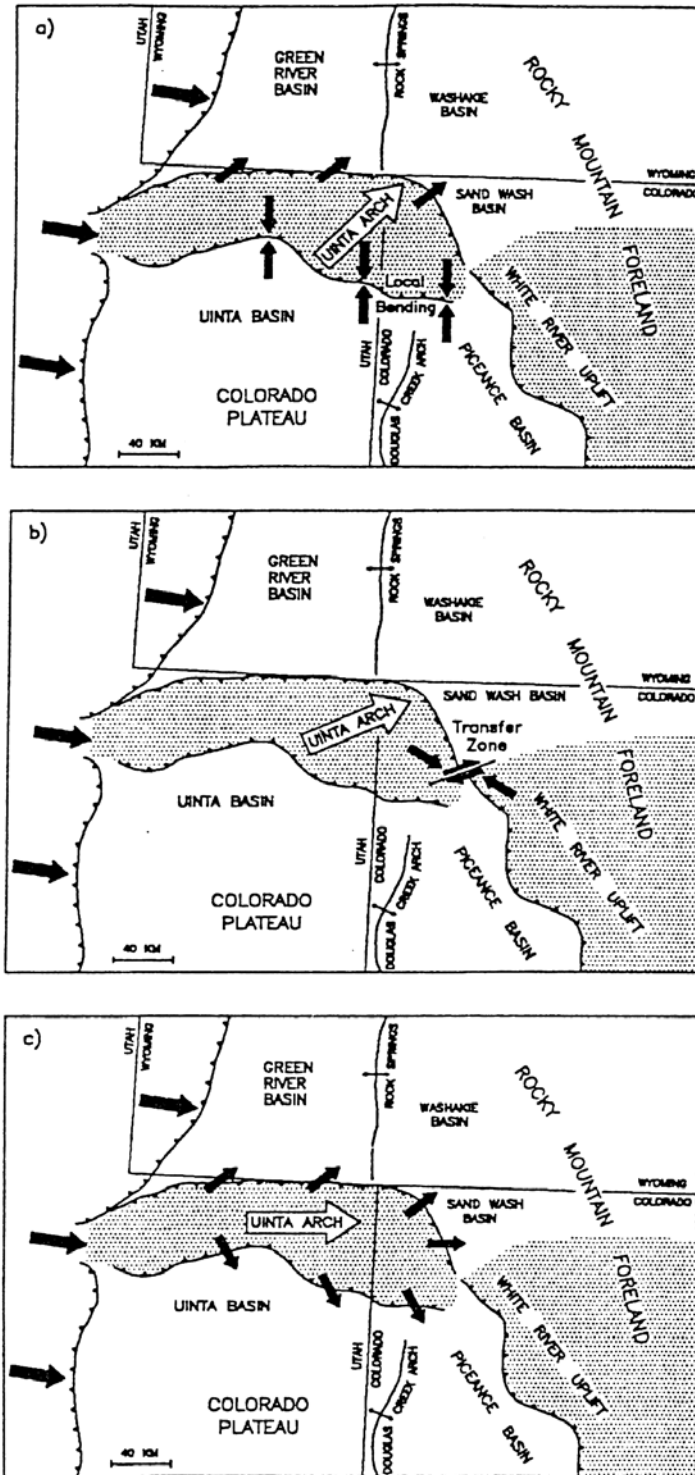 a)
UTAH
WYOMING
GREEN
RIVER
BASIN
ROCK SPRINGS
WASHAKIE
BASIN
ROCKY
MOUNTAIN
FORELAND
WYOMING
COLORADO
SAND WASH
BASIN
UINTA ARCH
Local
Bending
UINTA BASIN
WHITE RIVER UPLIFT
UTAH
COLORADO
COLORADO
PLATEAU
DOUGLAS
CREEK ARCH
PICEANCE BASIN
40 KM
b)
UTAH
WYOMING
GREEN
RIVER
BASIN
ROCK SPRINGS
WASHAKIE
BASIN
ROCKY
MOUNTAIN
FORELAND
WYOMING
COLORADO
SAND WASH BASIN
UINTA ARCH
Transfer
Zone
UINTA BASIN
WHITE RIVER UPLIFT
UTAH
COLORADO
COLORADO
PLATEAU
DOUGLAS
CREEK ARCH
PICEANCE BASIN
40 KM
c)
UTAH
WYOMING
GREEN
RIVER
BASIN
ROCK SPRINGS
WASHAKIE
BASIN
ROCKY
MOUNTAIN
FORELAND
WYOMING
COLORADO
SAND WASH
BASIN
UINTA ARCH
UINTA BASIN
WHITE RIVER UPLIFT
UTAH
COLORADO
COLORADO
PLATEAU
DOUGLAS
CREEK ARCH
PICEANCE BASIN
40 KM